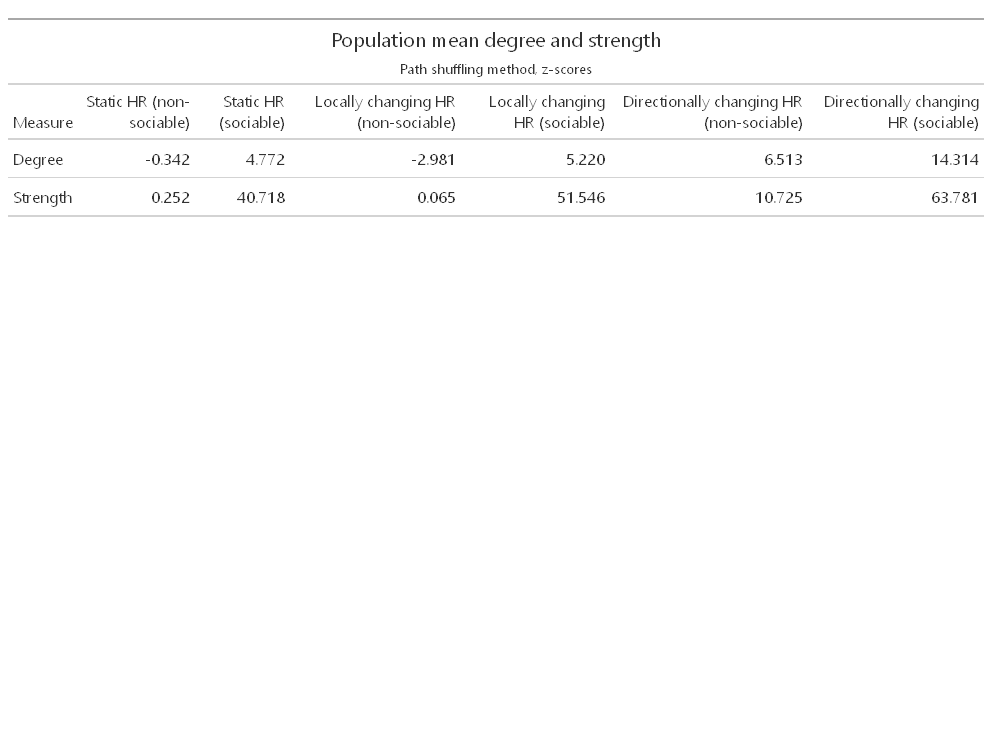 Population mean degree and strength
Path shuffling method, z-scores
Measure Static HR (non-sociable) Static HR (sociable) Locally changing HR (non-sociable) Locally changing HR (sociable) Directionally changing HR (non-sociable) Directionally changing HR (sociable)
Degree -0.342 4.772 -2.981 5.220 6.513 14.314
Strength 0.252 40.718 0.065 51.546 10.725 63.781